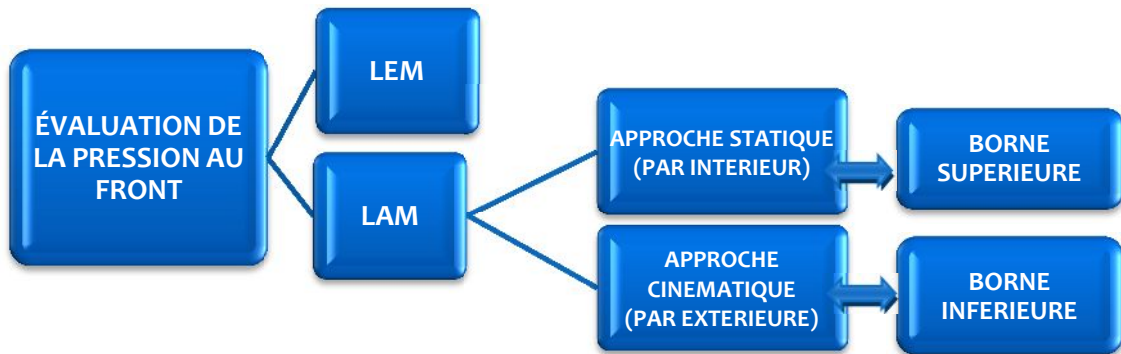 ÉVALUATION DE
LA PRESSION AU
FRONT
LEM
LAM
APPROCHE STATIQUE
(PAR INTERIEUR)
BORNE
SUPERIEURE
APPROCHE
CINEMATIQUE
(PAR EXTERIEURE)
BORNE
INFERIEURE